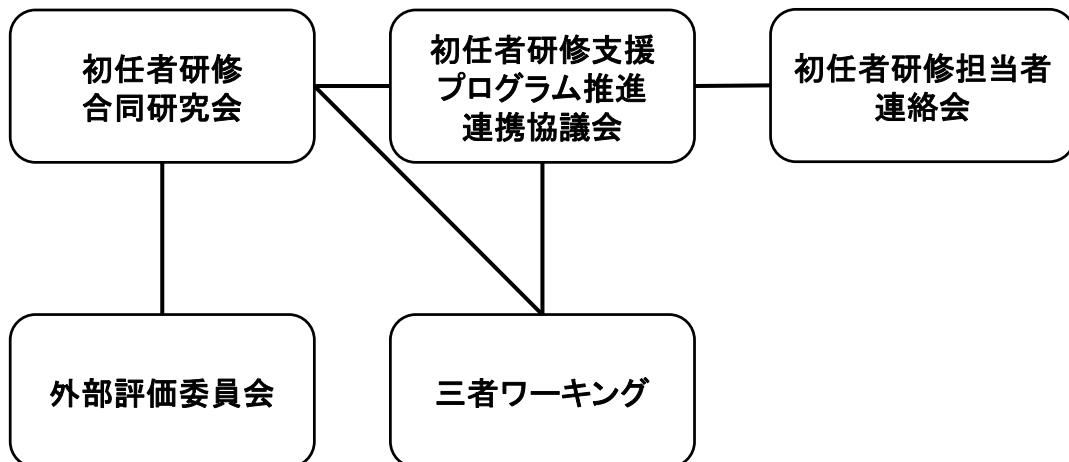 初任者研修
合同研究会
初任者研修支援
プログラム推進
連携協議会
初任者研修担当者
連絡会
外部評価委員会
三者ワーキング